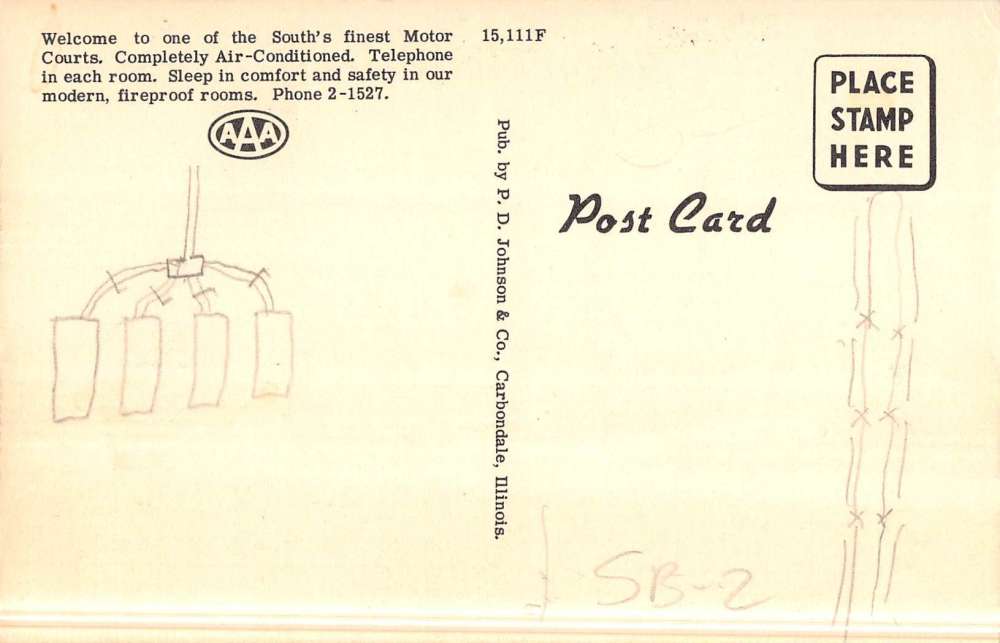 Welcome to one of the South's finest Motor
Courts. Completely Air-Conditioned. Telephone
in each room. Sleep in comfort and safety in our
modern, fireproof rooms. Phone 2-1527.
AAA
15,111F
Pub. by P. D. Johnson & Co., Carbondale, Illinois.
PLACE
STAMP
HERE
Post Card
SB-2